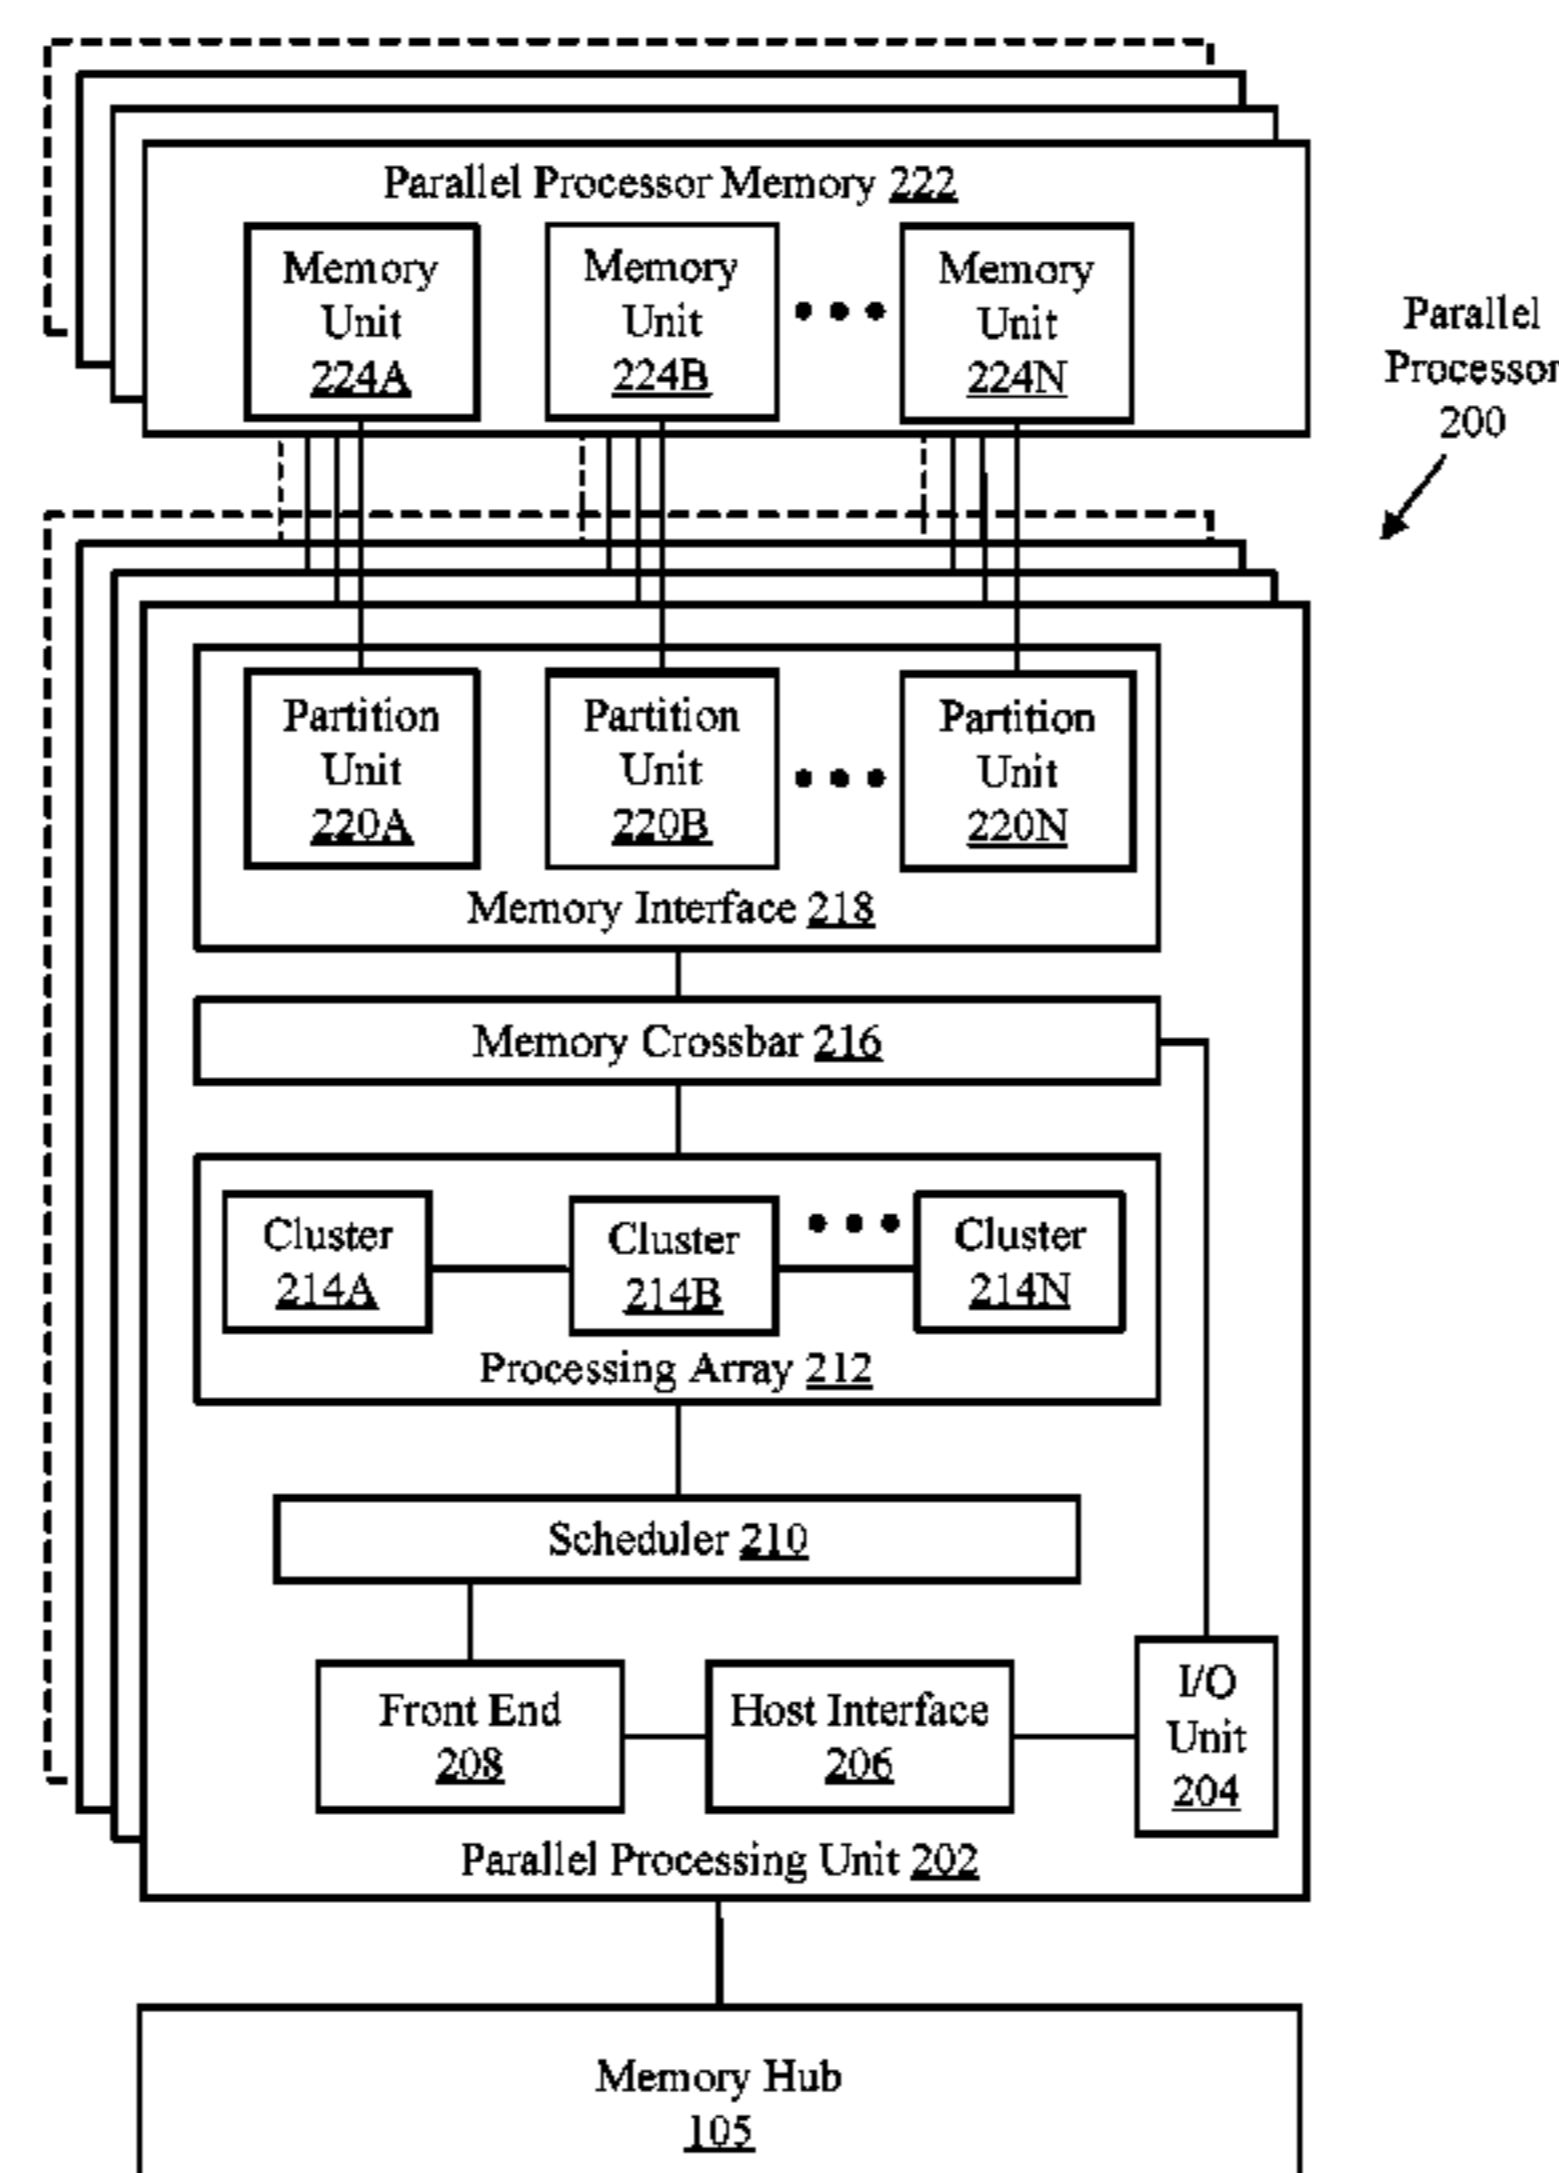 Parallel Processor Memory 222
Memory
Unit
224A
Memory
Unit
224B
Memory
Unit
224N
Parallel
Processor
200
Partition
Unit
220A
Partition
Unit
220B
Partition
Unit
220N
Memory Interface 218
Memory Crossbar 216
Cluster
214A
Cluster
214B
Cluster
214N
Processing Array 212
Scheduler 210
Front End
208
Host Interface
206
I/O
Unit
204
Parallel Processing Unit 202
Memory Hub
105